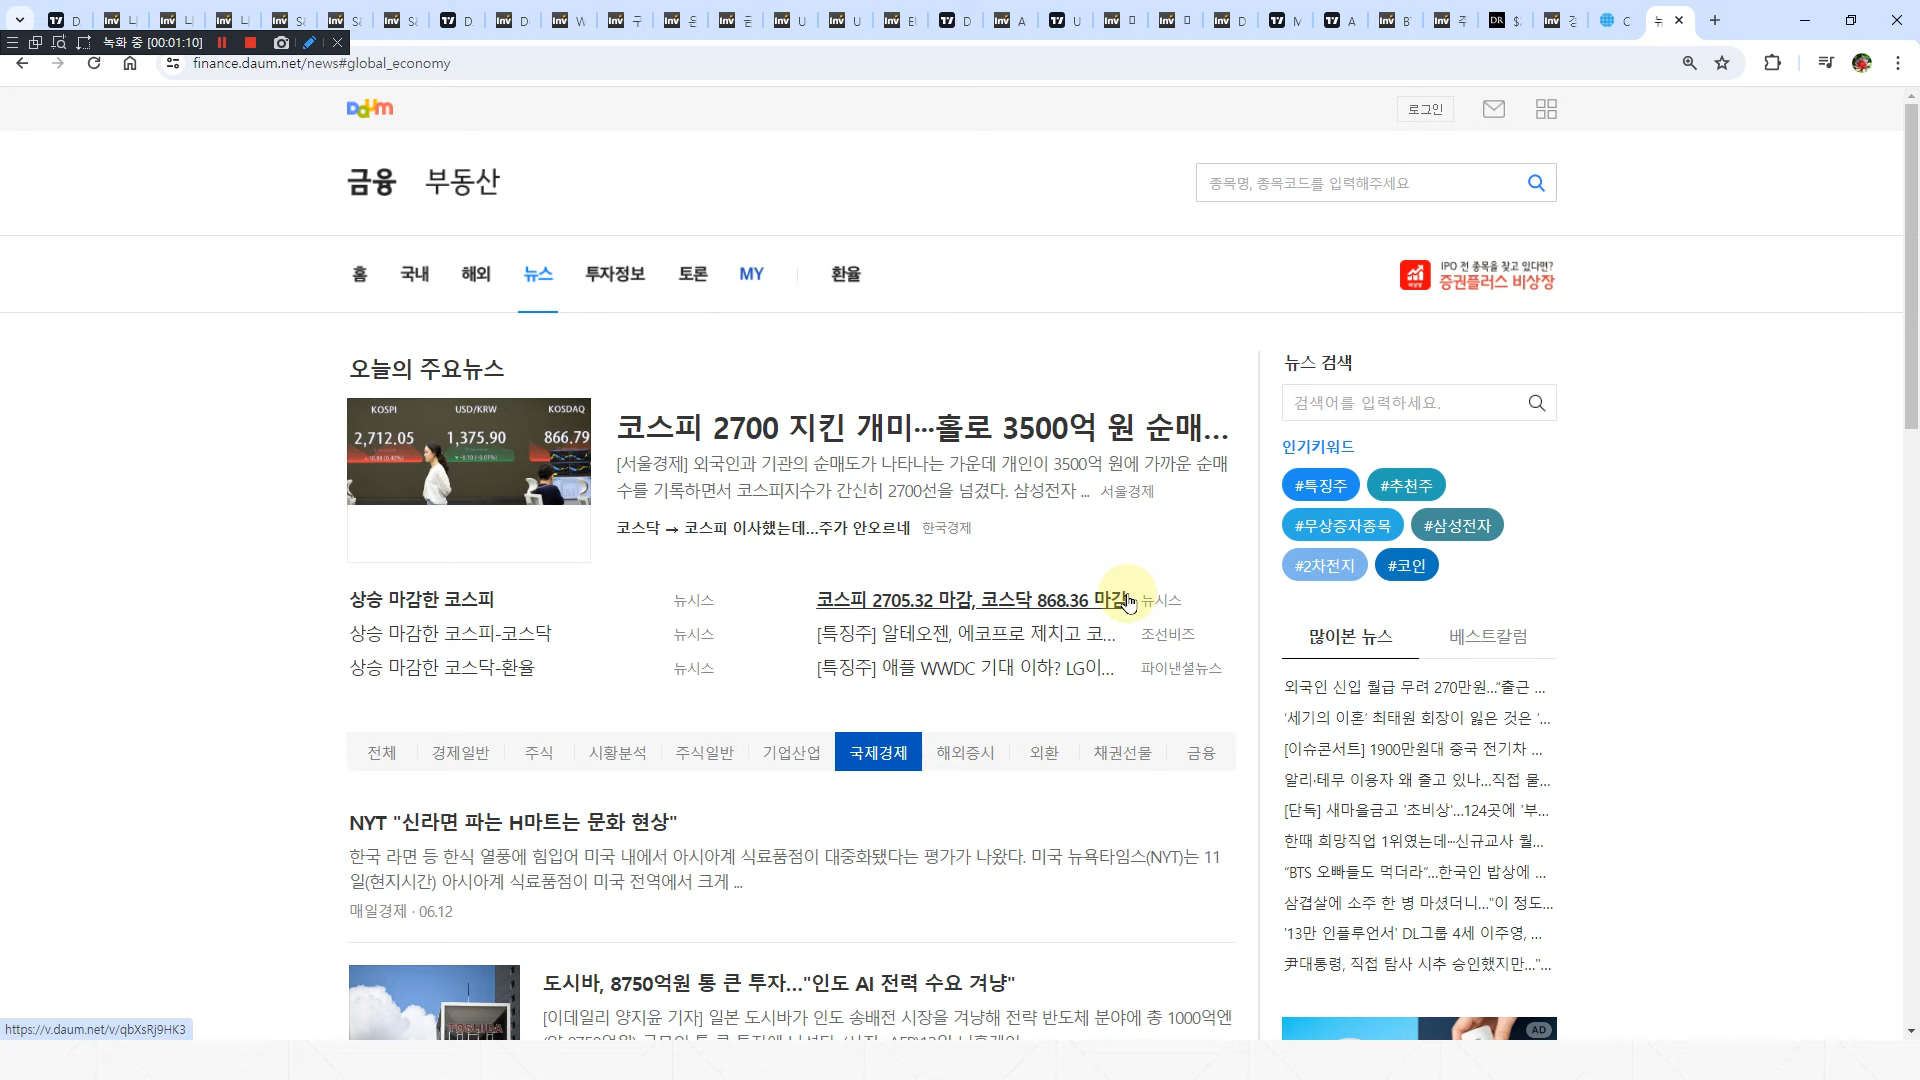 녹화 중 [00:01:10]
finance.daum.net/news#global_economy
Daum
로그인
금융 부동산
종목명, 종목코드를 입력해주세요
홈 국내 해외 뉴스 투자정보 토론 MY 환율
IPO 전 종목을 찾고 있다면?
증권플러스 비상장
오늘의 주요뉴스
KOSPI USD/KRW KOSDAQ
2,712.05 1,375.90 866.79
코스피 2700 지킨 개미…홀로 3500억 원 순매...
[서울경제] 외국인과 기관의 순매도가 나타나는 가운데 개인이 3500억 원에 가까운 순매
수를 기록하면서 코스피지수가 간신히 2700선을 넘겼다. 삼성전자 ... 서울경제
코스닥 → 코스피 이사했는데…주가 안오르네 한국경제
상승 마감한 코스피 뉴시스
상승 마감한 코스피-코스닥 뉴시스
상승 마감한 코스닥-환율 뉴시스
코스피 2705.32 마감, 코스닥 868.36 마감 뉴시스
[특징주] 알테오젠, 에코프로 제치고 코... 조선비즈
[특징주] 애플 WWDC 기대 이하? LG이... 파이낸셜뉴스
전체 경제일반 주식 시황분석 주식일반 기업산업 국제경제 해외증시 외환 채권선물 금융
NYT "신라면 파는 H마트는 문화 현상"
한국 라면 등 한식 열풍에 힘입어 미국 내에서 아시아계 식료품점이 대중화됐다는 평가가 나왔다. 미국 뉴욕타임스(NYT)는 11
일(현지시간) 아시아계 식료품점이 미국 전역에서 크게 ...
매일경제 · 06.12
TOSHIBA
도시바, 8750억원 통 큰 투자…"인도 AI 전력 수요 겨냥"
[이데일리 양지윤 기자] 일본 도시바가 인도 송배전 시장을 겨냥해 전략 반도체 분야에 총 1000억엔
뉴스 검색
검색어를 입력하세요.
인기키워드
#특징주 #추천주
#무상증자종목 #삼성전자
#2차전지 #코인
많이본 뉴스 베스트칼럼
외국인 신입 월급 무려 270만원…"출근 ...
'세기의 이혼' 최태원 회장이 잃은 것은 '...
[이슈콘서트] 1900만원대 중국 전기차 ...
알리·테무 이용자 왜 줄고 있나…직접 물...
[단독] 새마을금고 '초비상'…124곳에 '부...
한때 희망직업 1위였는데…신규교사 월...
"BTS 오빠들도 먹더라"…한국인 밥상에 ...
삼겹살에 소주 한 병 마셨더니…"이 정도...
'13만 인플루언서' DL그룹 4세 이주영, ...
尹대통령, 직접 탐사 시추 승인했지만…"...
AD
https://v.daum.net/v/qbXsRj9HK3